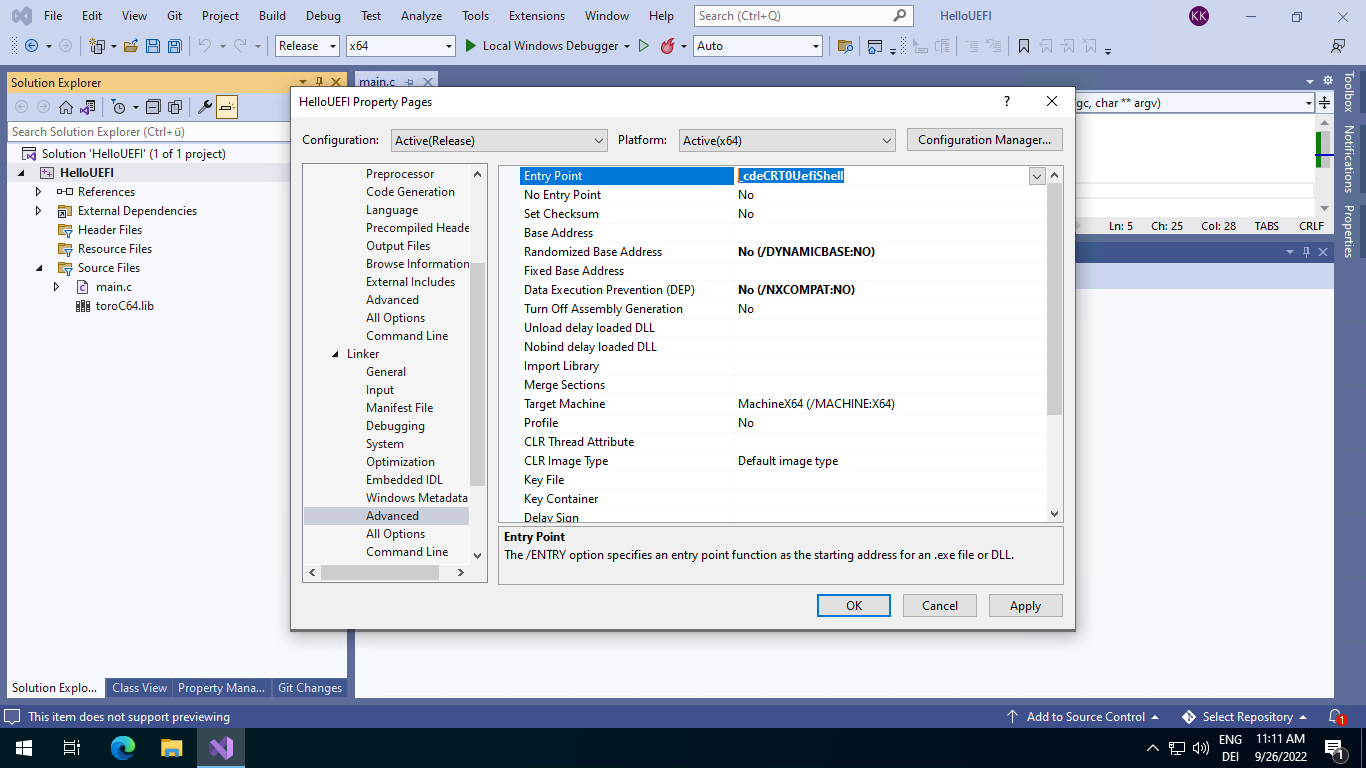 File Edit View Git Project Build Debug Test Analyze Tools Extensions Window Help Search (Ctrl+Q) HelloUEFI KK
Release x64 Local Windows Debugger Auto
Solution Explorer
main.c
HelloUEFI Property Pages ?
Configuration: Active(Release) Platform: Active(x64) Configuration Manager...
gc, char ** argv)
Search Solution Explorer (Ctrl+ü)
Solution 'HelloUEFI' (1 of 1 project)
HelloUEFI
References
External Dependencies
Header Files
Resource Files
Source Files
main.c
toroC64.lib
Preprocessor
Code Generation
Language
Precompiled Heade
Output Files
Browse Information
External Includes
Advanced
All Options
Command Line
Linker
General
Input
Manifest File
Debugging
System
Optimization
Embedded IDL
Windows Metadata
Advanced
All Options
Command Line
Entry Point _cdeCRT0UefiShell
No Entry Point No
Set Checksum No
Base Address
Randomized Base Address No (/DYNAMICBASE:NO)
Fixed Base Address
Data Execution Prevention (DEP) No (/NXCOMPAT:NO)
Turn Off Assembly Generation No
Unload delay loaded DLL
Nobind delay loaded DLL
Import Library
Merge Sections
Target Machine MachineX64 (/MACHINE:X64)
Profile No
CLR Thread Attribute
CLR Image Type Default image type
Key File
Key Container
Delay Sign
Entry Point
The /ENTRY option specifies an entry point function as the starting address for an .exe file or DLL.
OK Cancel Apply
Ln: 5 Ch: 25 Col: 28 TABS CRLF
Toolbox
Notifications
Properties
Solution Explo... Class View Property Mana... Git Changes
This item does not support previewing Add to Source Control Select Repository 1
ENG 11:11 AM
DEI 9/26/2022 1